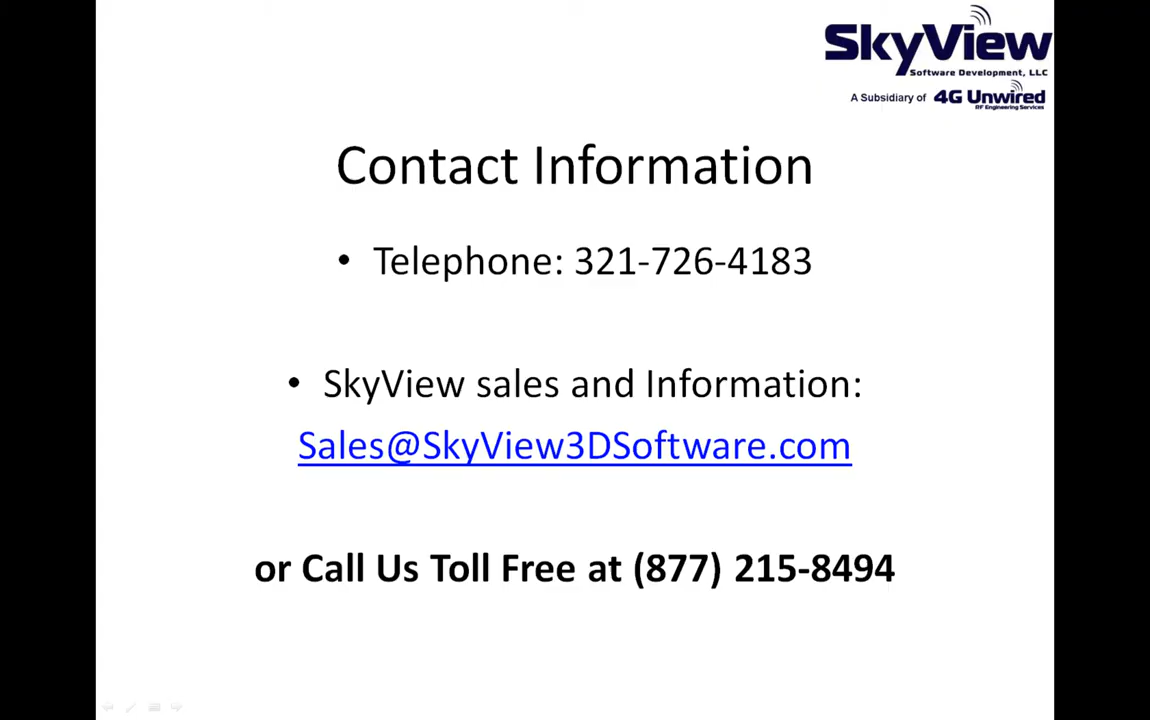 SkyView
Software Development, LLC
A Subsidiary of 4G Unwired
RF Engineering Services
Contact Information
• Telephone: 321-726-4183
• SkyView sales and Information:
Sales@SkyView3DSoftware.com
or Call Us Toll Free at (877) 215-8494